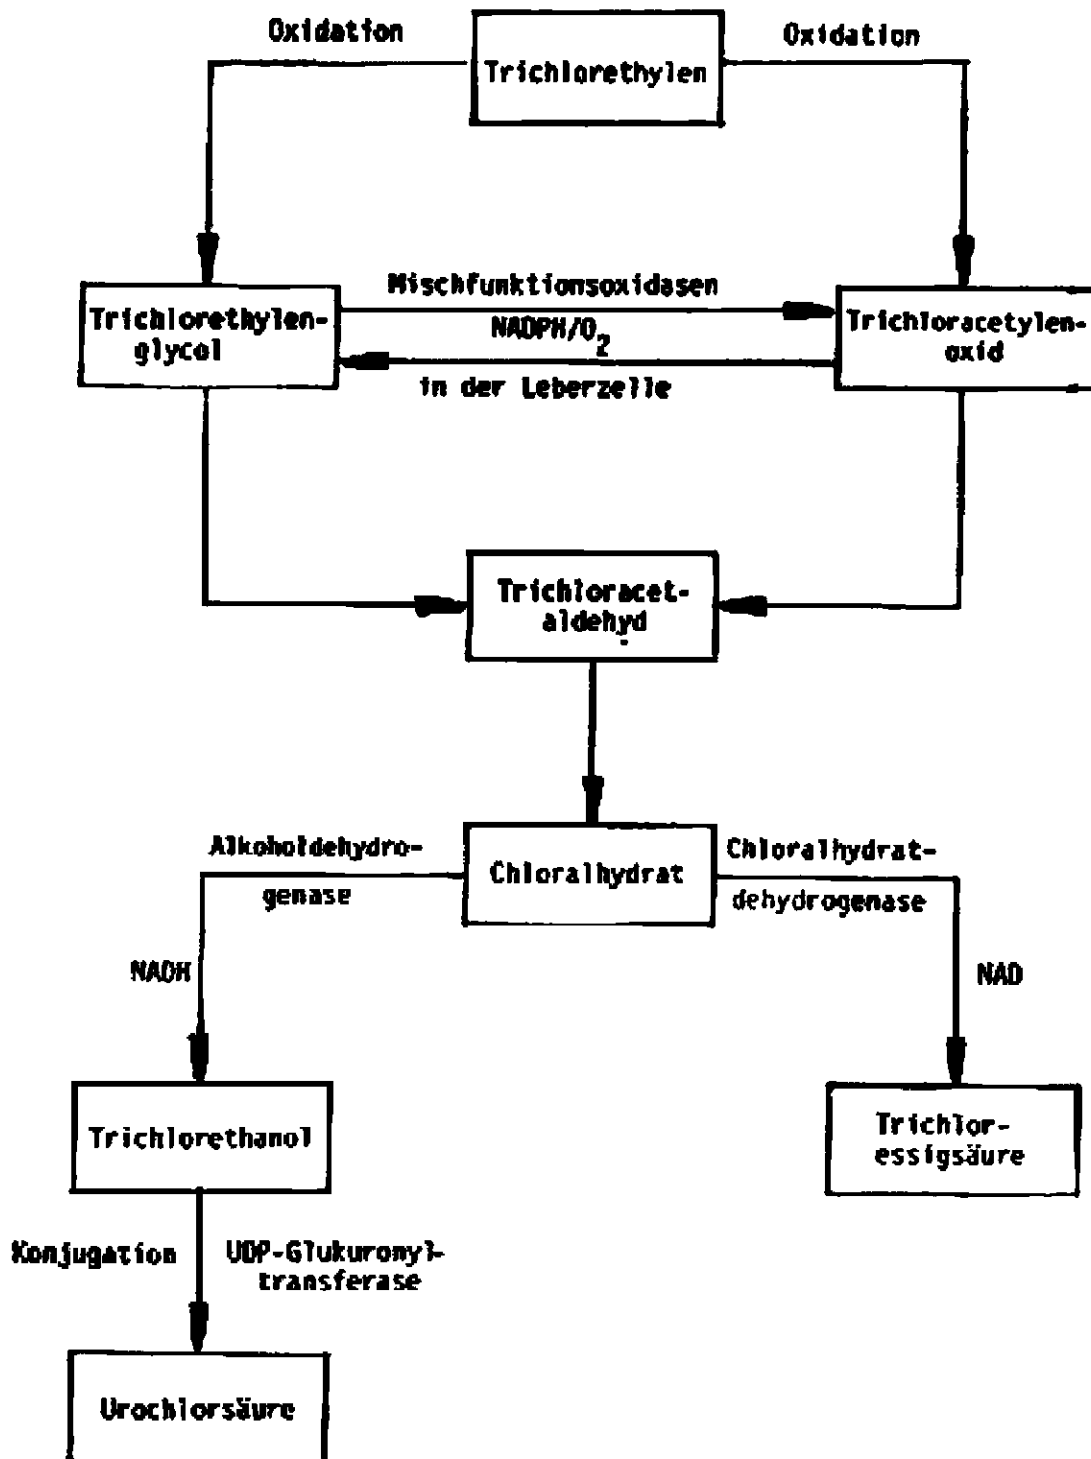 Oxidation
Oxidation
Trichlorethylen
Mischfunktionsoxidasen
Trichlorethylen-
glycol
NADPH/O2
Trichloracetylen-
oxid
in der Leberzelle
Trichloracet-
aldehyd
Alkoholdehydro-
genase
Chloralhydrat
Chloralhydrat-
dehydrogenase
NADH
NAD
Trichlorethanol
Trichlor-
essigsäure
Konjugation
UDP-Glukuronyl-
transferase
Urochlorsäure